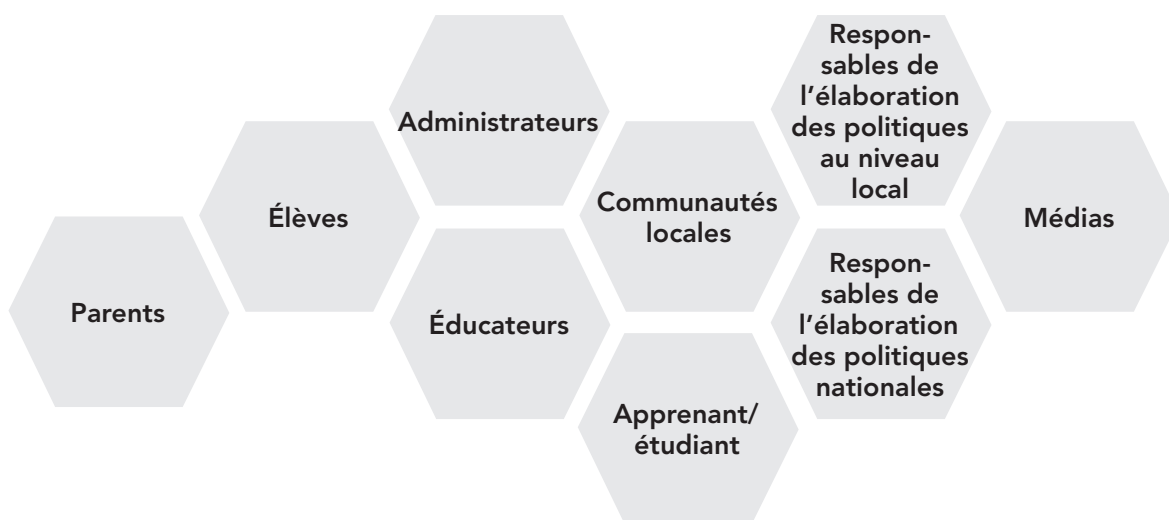 Respon-
sables de
l'élaboration
des politiques
au niveau
local
Administrateurs
Élèves
Communautés
locales
Médias
Parents
Éducateurs
Respon-
sables de
l'élaboration
des politiques
nationales
Apprenant/
étudiant